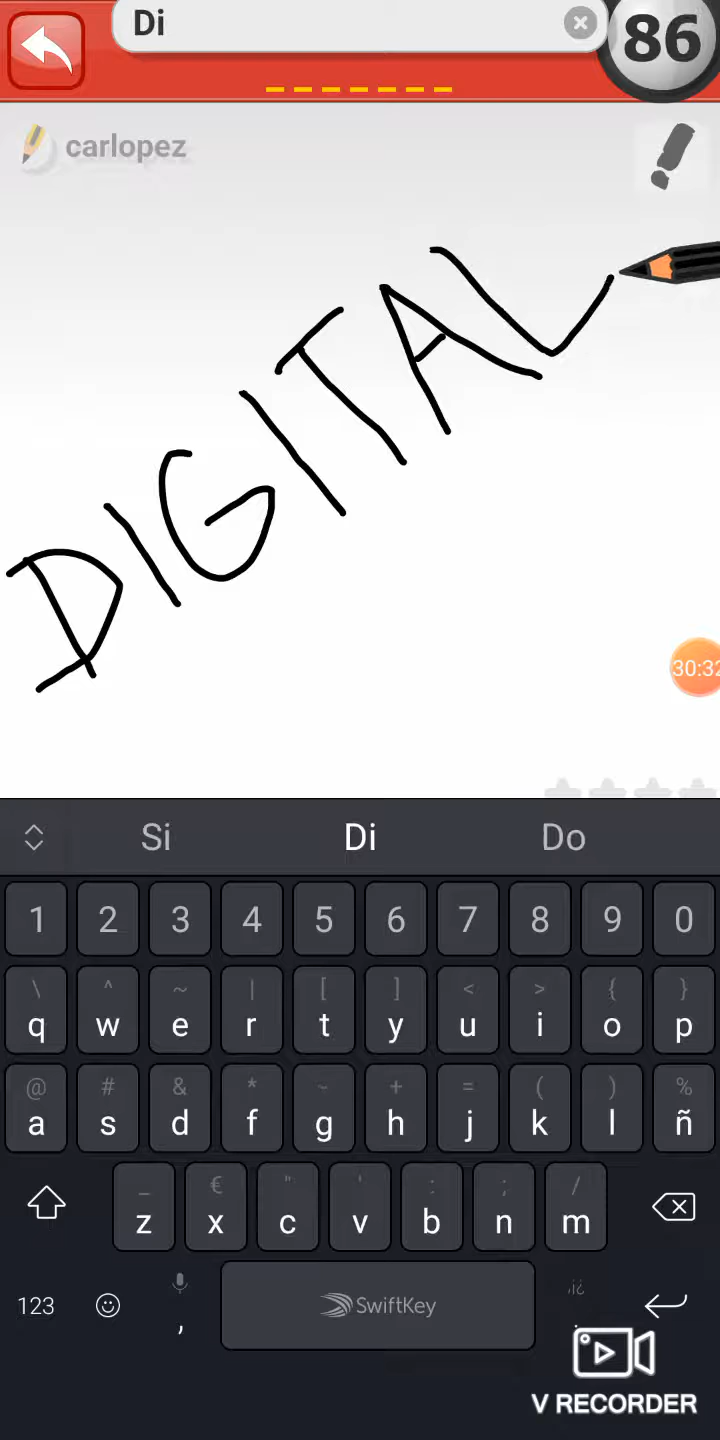 Di
86
_ _ _ _ _ _ _
carlopez
DIGITAL
30:32
Si Di Do
1 2 3 4 5 6 7 8 9 0
\ ^ ~ | [ ] < > { }
q w e r t y u i o p
@ # & * ~ + = ( ) %
a s d f g h j k l ñ
_ € " ' : ; /
z x c v b n m
123 , SwiftKey ,¡¿ .
V RECORDER